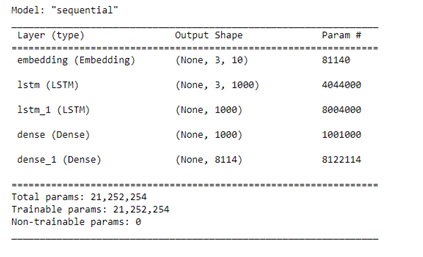 Model: "sequential"
Layer (type) Output Shape Param #
embedding (Embedding) (None, 3, 10) 81140
lstm (LSTM) (None, 3, 1000) 4044000
lstm_1 (LSTM) (None, 1000) 8004000
dense (Dense) (None, 1000) 1001000
dense_1 (Dense) (None, 8114) 8122114
Total params: 21,252,254
Trainable params: 21,252,254
Non-trainable params: 0